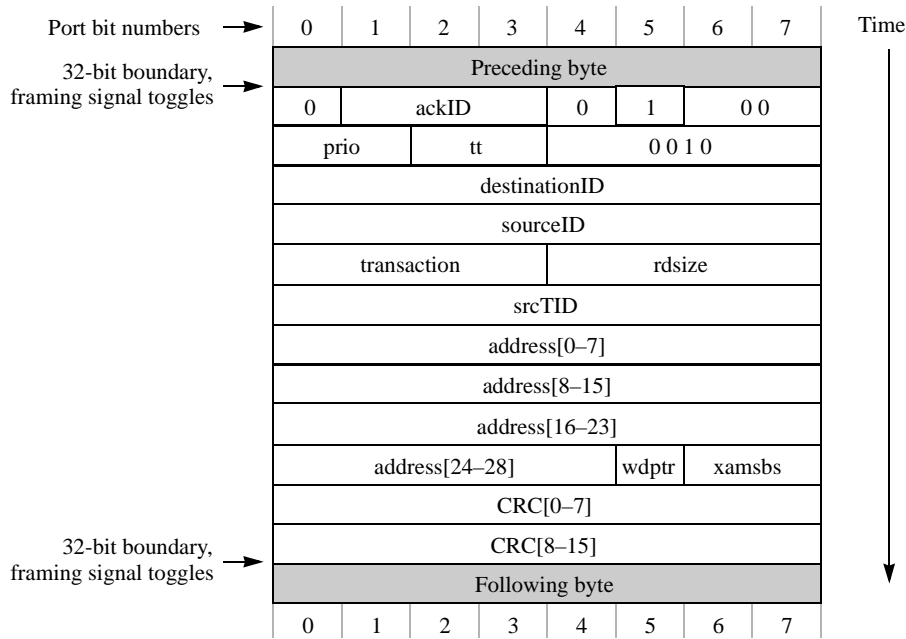 Port bit numbers 0 1 2 3 4 5 6 7 Time
Preceding byte
32-bit boundary,
framing signal toggles
0 ackID 0 1 0 0
prio tt 0 0 1 0
destinationID
sourceID
transaction rdsize
srcTID
address[0–7]
address[8–15]
address[16–23]
address[24–28] wdptr xamsbs
CRC[0–7]
CRC[8–15]
32-bit boundary,
framing signal toggles
Following byte
0 1 2 3 4 5 6 7